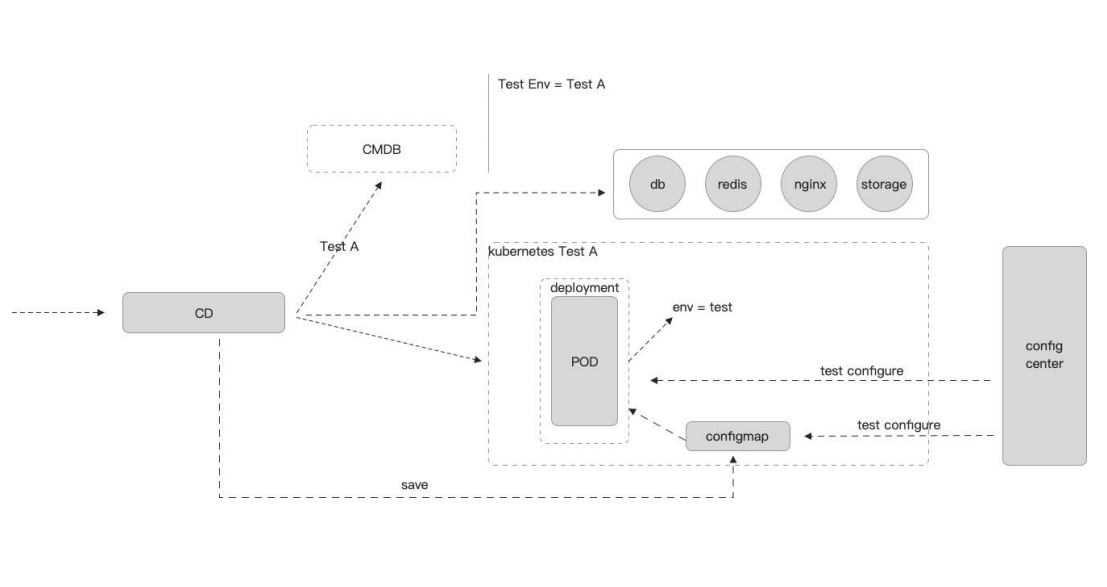 Test Env = Test A
CMDB
db
redis
nginx
storage
Test A
kubernetes Test A
deployment
CD
env = test
POD
config
center
test configure
test configure
configmap
save